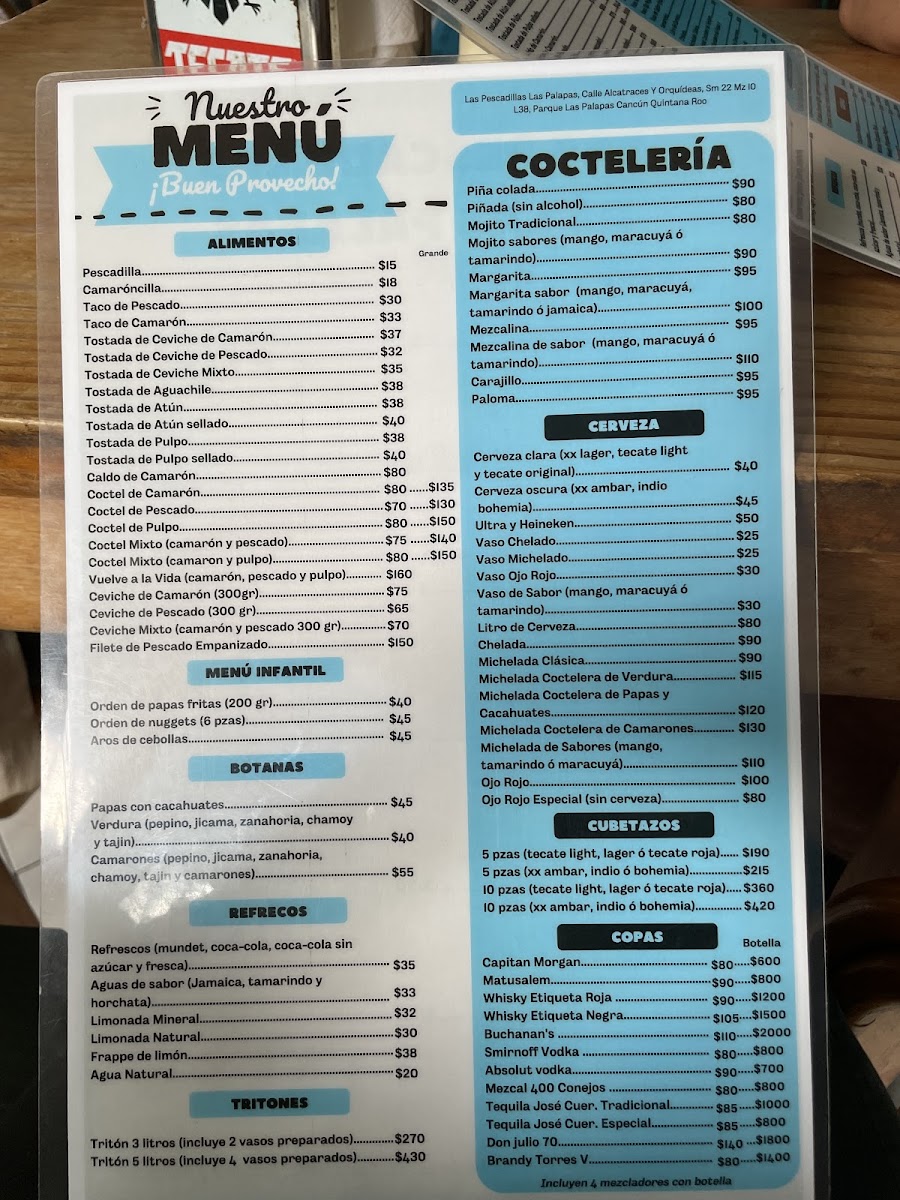 TECATE
Nuestro
MENÚ
¡Buen Provecho!
ALIMENTOS
Grande
Pescadilla $15
Camaróncilla $18
Taco de Pescado $30
Taco de Camarón $33
Tostada de Ceviche de Camarón $37
Tostada de Ceviche de Pescado $32
Tostada de Ceviche Mixto $35
Tostada de Aguachile $38
Tostada de Atún $38
Tostada de Atún sellado $40
Tostada de Pulpo $38
Tostada de Pulpo sellado $40
Caldo de Camarón $80
Coctel de Camarón $80 $135
Coctel de Pescado $70 $130
Coctel de Pulpo $80 $150
Coctel Mixto (camarón y pescado) $75 $140
Coctel Mixto (camaron y pulpo) $80 $150
Vuelve a la Vida (camarón, pescado y pulpo) $160
Ceviche de Camarón (300gr) $75
Ceviche de Pescado (300 gr) $65
Ceviche Mixto (camarón y pescado 300 gr) $70
Filete de Pescado Empanizado $150
MENÚ INFANTIL
Orden de papas fritas (200 gr) $40
Orden de nuggets (6 pzas) $45
Aros de cebollas $45
BOTANAS
Papas con cacahuates $45
Verdura (pepino, jicama, zanahoria, chamoy
y tajin) $40
Camarones (pepino, jicama, zanahoria,
chamoy, tajin y camarones) $55
REFRECOS
Refrescos (mundet, coca-cola, coca-cola sin
azúcar y fresca) $35
Aguas de sabor (Jamaica, tamarindo y
horchata) $33
Limonada Mineral $32
Limonada Natural $30
Frappe de limón $38
Agua Natural $20
TRITONES
Tritón 3 litros (incluye 2 vasos preparados) $270
Tritón 5 litros (incluye 4 vasos preparados) $430
Las Pescadillas Las Palapas, Calle Alcatraces Y Orquídeas, Sm 22 Mz 10
L38, Parque Las Palapas Cancún Quintana Roo
COCTELERÍA
Piña colada $90
Piñada (sin alcohol) $80
Mojito Tradicional $80
Mojito sabores (mango, maracuyá ó
tamarindo) $90
Margarita $95
Margarita sabor (mango, maracuyá,
tamarindo ó jamaica) $100
Mezcalina $95
Mezcalina de sabor (mango, maracuyá ó
tamarindo) $110
Carajillo $95
Paloma $95
CERVEZA
Cerveza clara (xx lager, tecate light
y tecate original) $40
Cerveza oscura (xx ambar, indio
bohemia) $45
Ultra y Heineken $50
Vaso Chelado $25
Vaso Michelado $25
Vaso Ojo Rojo $30
Vaso de Sabor (mango, maracuyá ó
tamarindo) $30
Litro de Cerveza $80
Chelada $90
Michelada Clásica $90
Michelada Coctelera de Verdura $115
Michelada Coctelera de Papas y
Cacahuates $120
Michelada Coctelera de Camarones $130
Michelada de Sabores (mango,
tamarindo ó maracuyá) $110
Ojo Rojo $100
Ojo Rojo Especial (sin cerveza) $80
CUBETAZOS
5 pzas (tecate light, lager ó tecate roja) $190
5 pzas (xx ambar, indio ó bohemia) $215
10 pzas (tecate light, lager ó tecate roja) $360
10 pzas (xx ambar, indio ó bohemia) $420
COPAS
Botella
Capitan Morgan $80 $600
Matusalem $90 $800
Whisky Etiqueta Roja $90 $1200
Whisky Etiqueta Negra $105 $1500
Buchanan's $110 $2000
Smirnoff Vodka $80 $800
Absolut vodka $90 $700
Mezcal 400 Conejos $80 $800
Tequila José Cuer. Tradicional $85 $1000
Tequila José Cuer. Especial $85 $800
Don julio 70 $140 $1800
Brandy Torres V $80 $1400
Incluyen 4 mezcladores con botella